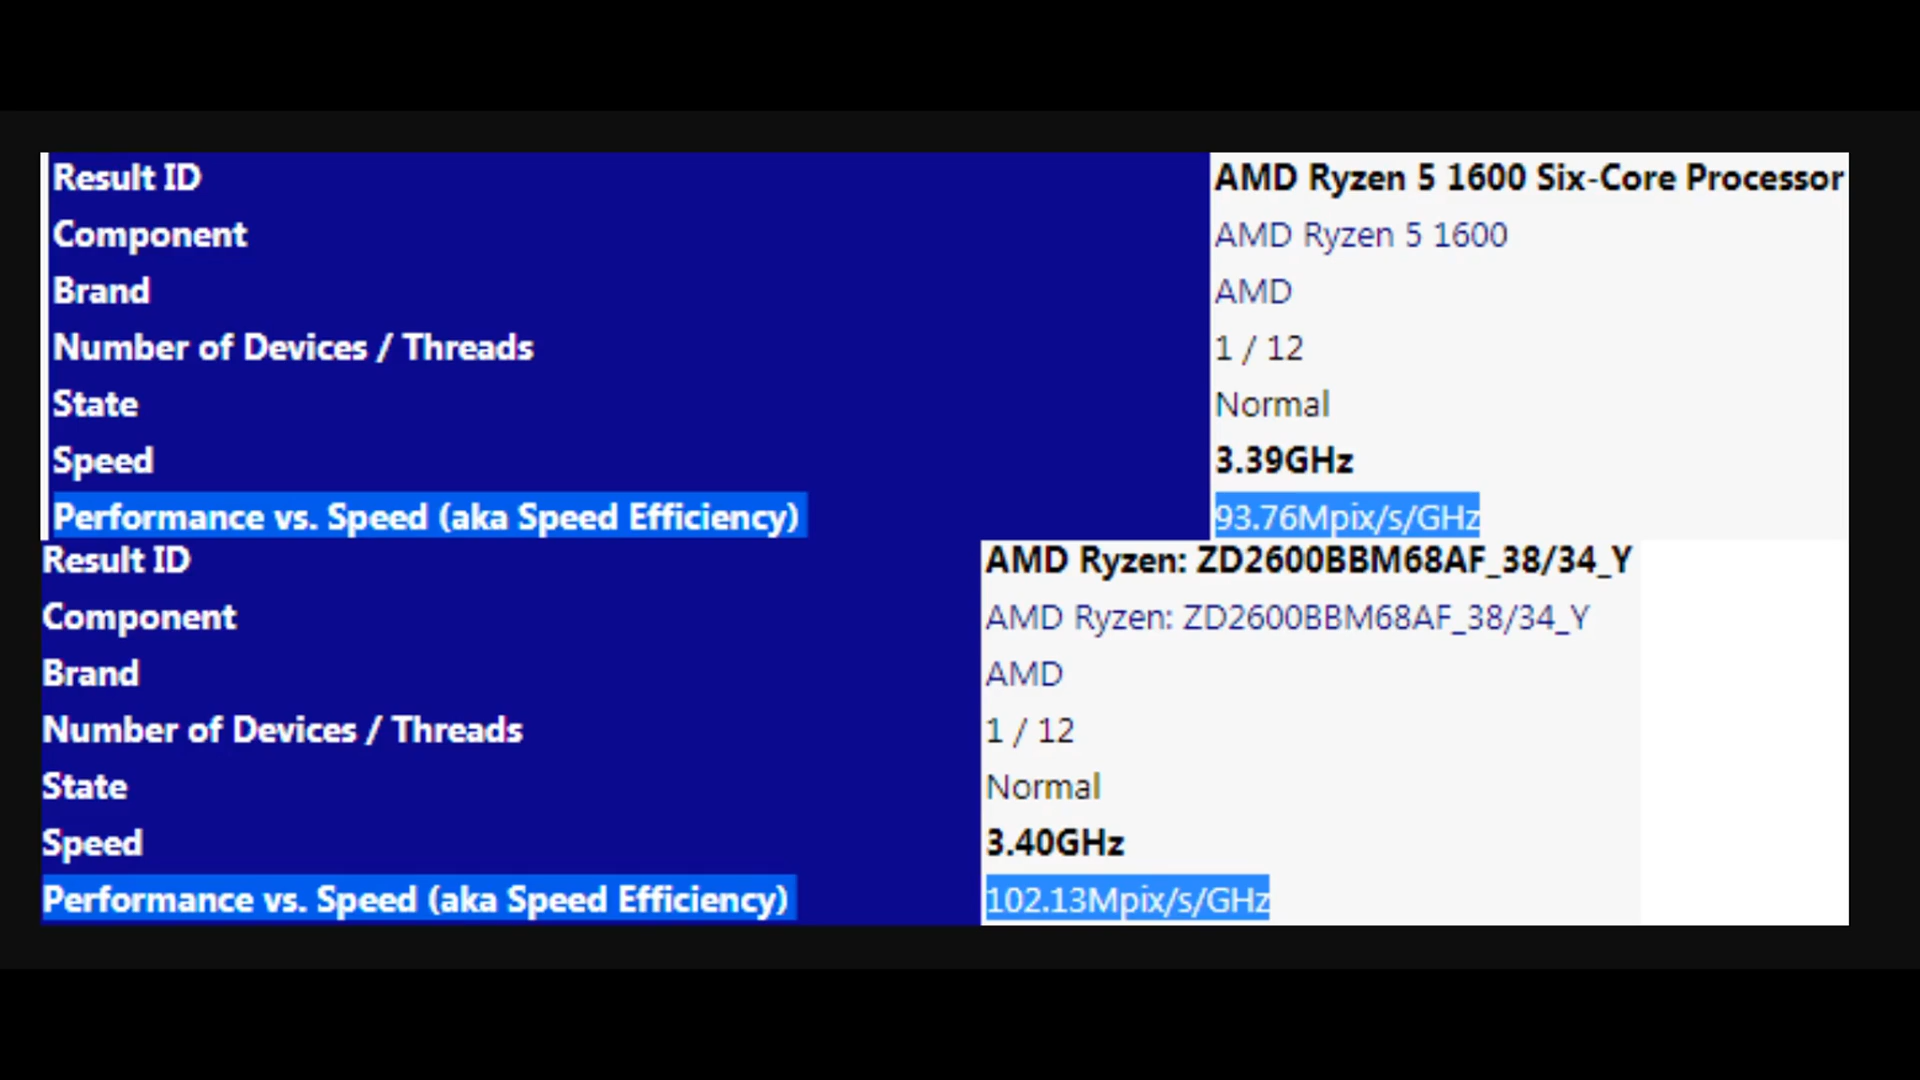 Result ID AMD Ryzen 5 1600 Six-Core Processor
Component AMD Ryzen 5 1600
Brand AMD
Number of Devices / Threads 1 / 12
State Normal
Speed 3.39GHz
Performance vs. Speed (aka Speed Efficiency) 93.76Mpix/s/GHz
Result ID AMD Ryzen: ZD2600BBM68AF_38/34_Y
Component AMD Ryzen: ZD2600BBM68AF_38/34_Y
Brand AMD
Number of Devices / Threads 1 / 12
State Normal
Speed 3.40GHz
Performance vs. Speed (aka Speed Efficiency) 102.13Mpix/s/GHz